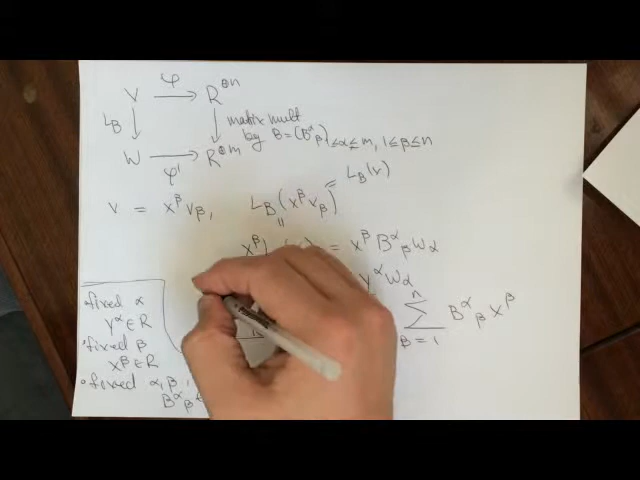 V φ→ R⊕n
L_B ↓ ↓ matrix mult
by B = (B^α_β) 1≤α≤m, 1≤β≤n
W φ'→ R⊕m
= L_B(v)
v = x^β v_β, L_B(x^β v_β)
||
x^β L = x^β B^α_β w_α
y^α w_α
n
Σ B^α_β x^β
β=1
• fixed α
y^α ∈ R
• fixed β
x^β ∈ R
• fixed α, β
B^α_β ∈